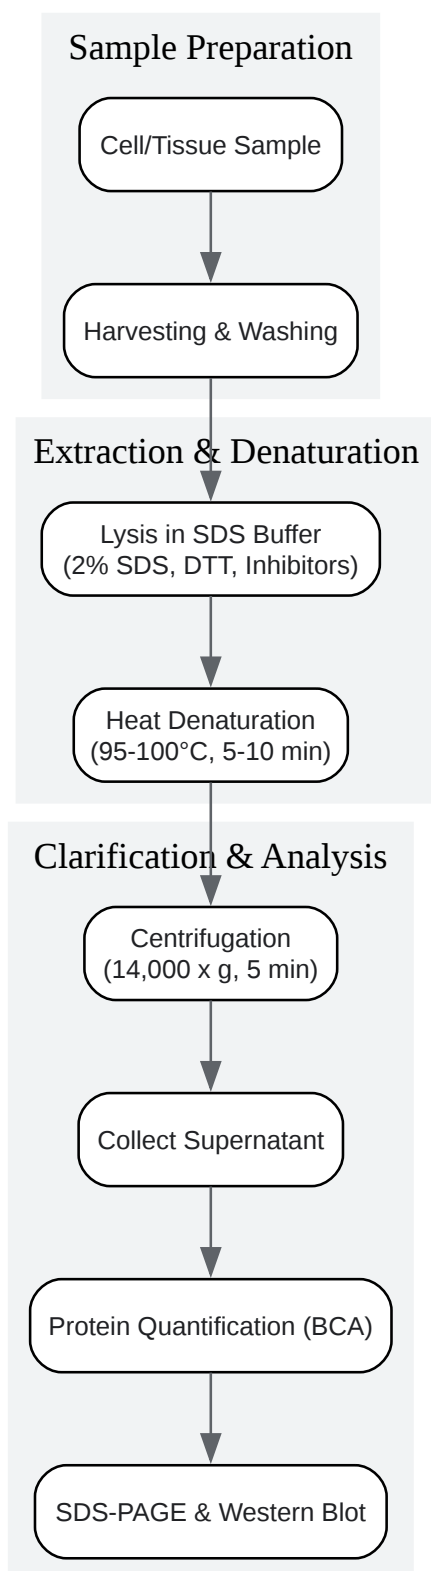 Sample Preparation
Cell/Tissue Sample
Harvesting & Washing
Extraction & Denaturation
Lysis in SDS Buffer
(2% SDS, DTT, Inhibitors)
Heat Denaturation
(95-100°C, 5-10 min)
Clarification & Analysis
Centrifugation
(14,000 x g, 5 min)
Collect Supernatant
Protein Quantification (BCA)
SDS-PAGE & Western Blot